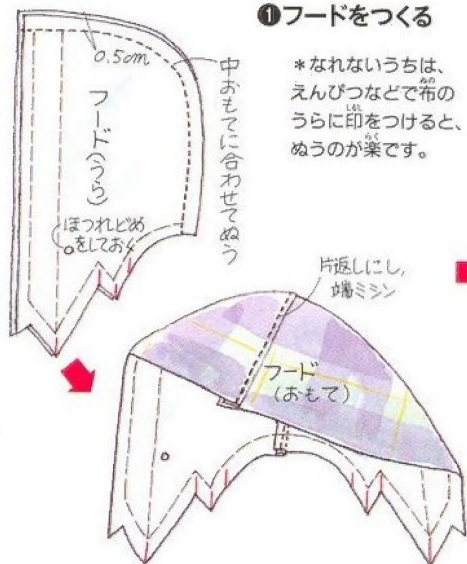 ❶フードをつくる
*なれないうちは、
えんぴつなどで布の
うらに印をつけると、
ぬうのが楽です。
0.5cm
中おもてに合わせてぬう
フード(うら)
ほつれどめ
をしておく
片返しにし,
端ミシン
フード
(おもて)